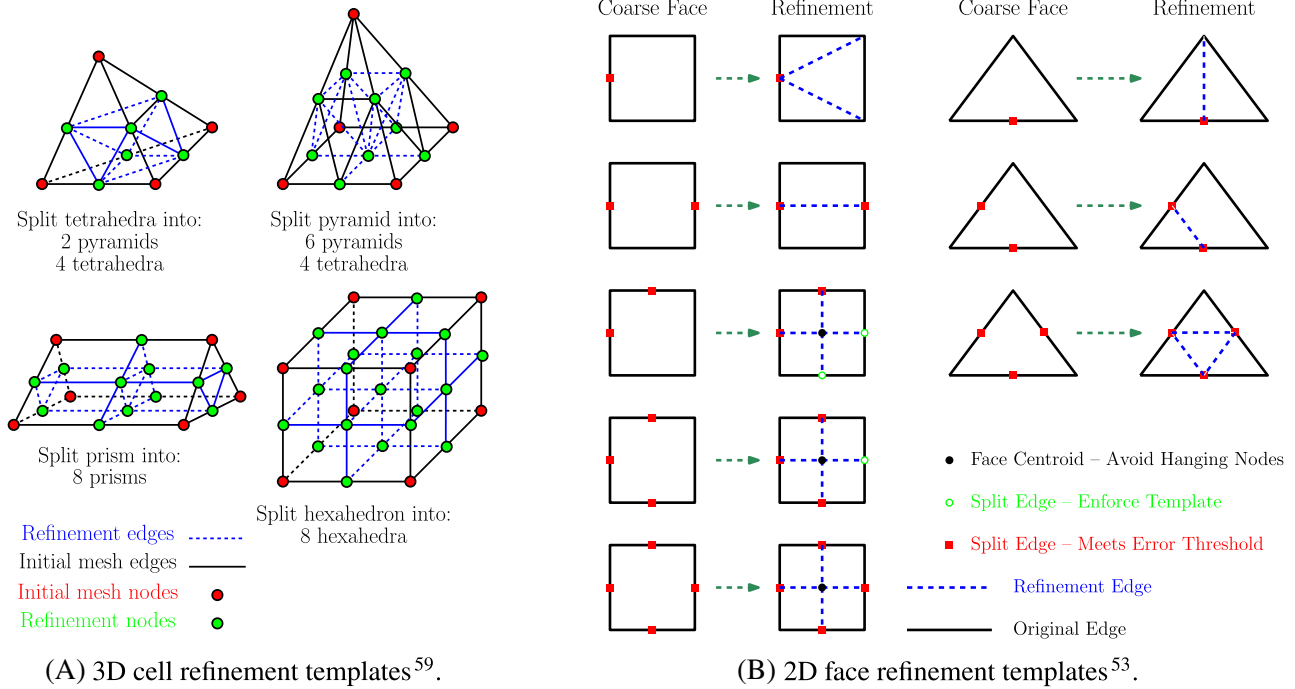 Split tetrahedra into:
2 pyramids
4 tetrahedra
Split pyramid into:
6 pyramids
4 tetrahedra
Split prism into:
8 prisms
Split hexahedron into:
8 hexahedra
Refinement edges
Initial mesh edges
Initial mesh nodes
Refinement nodes
(A) 3D cell refinement templates59.
Coarse Face
Refinement
Coarse Face
Refinement
Face Centroid – Avoid Hanging Nodes
Split Edge – Enforce Template
Split Edge – Meets Error Threshold
Refinement Edge
Original Edge
(B) 2D face refinement templates53.